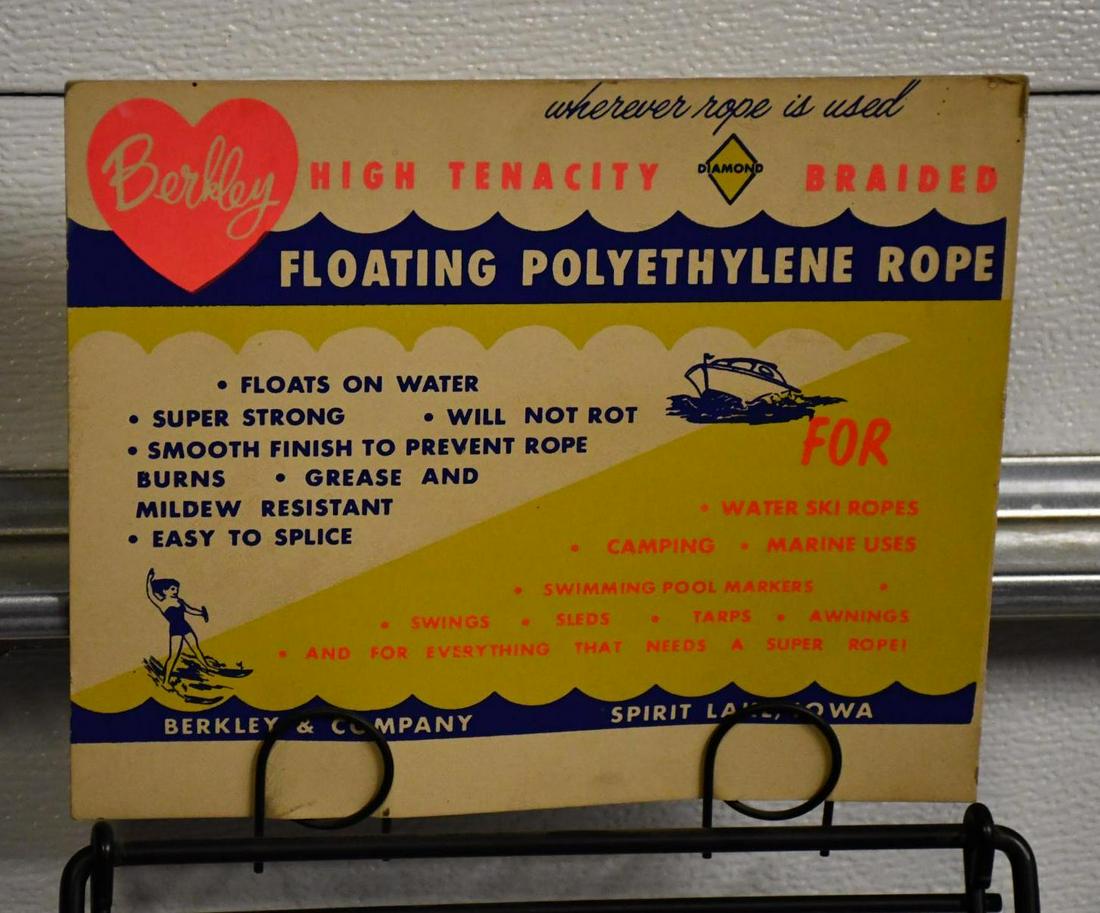 wherever rope is used
Berkley HIGH TENACITY DIAMOND BRAIDED
FLOATING POLYETHYLENE ROPE
• FLOATS ON WATER
• SUPER STRONG • WILL NOT ROT
• SMOOTH FINISH TO PREVENT ROPE
BURNS • GREASE AND
MILDEW RESISTANT
• EASY TO SPLICE
FOR
• WATER SKI ROPES
• CAMPING • MARINE USES
• SWIMMING POOL MARKERS •
• SWINGS • SLEDS • TARPS • AWNINGS
• AND FOR EVERYTHING THAT NEEDS A SUPER ROPE!
BERKLEY & COMPANY SPIRIT LAKE, IOWA